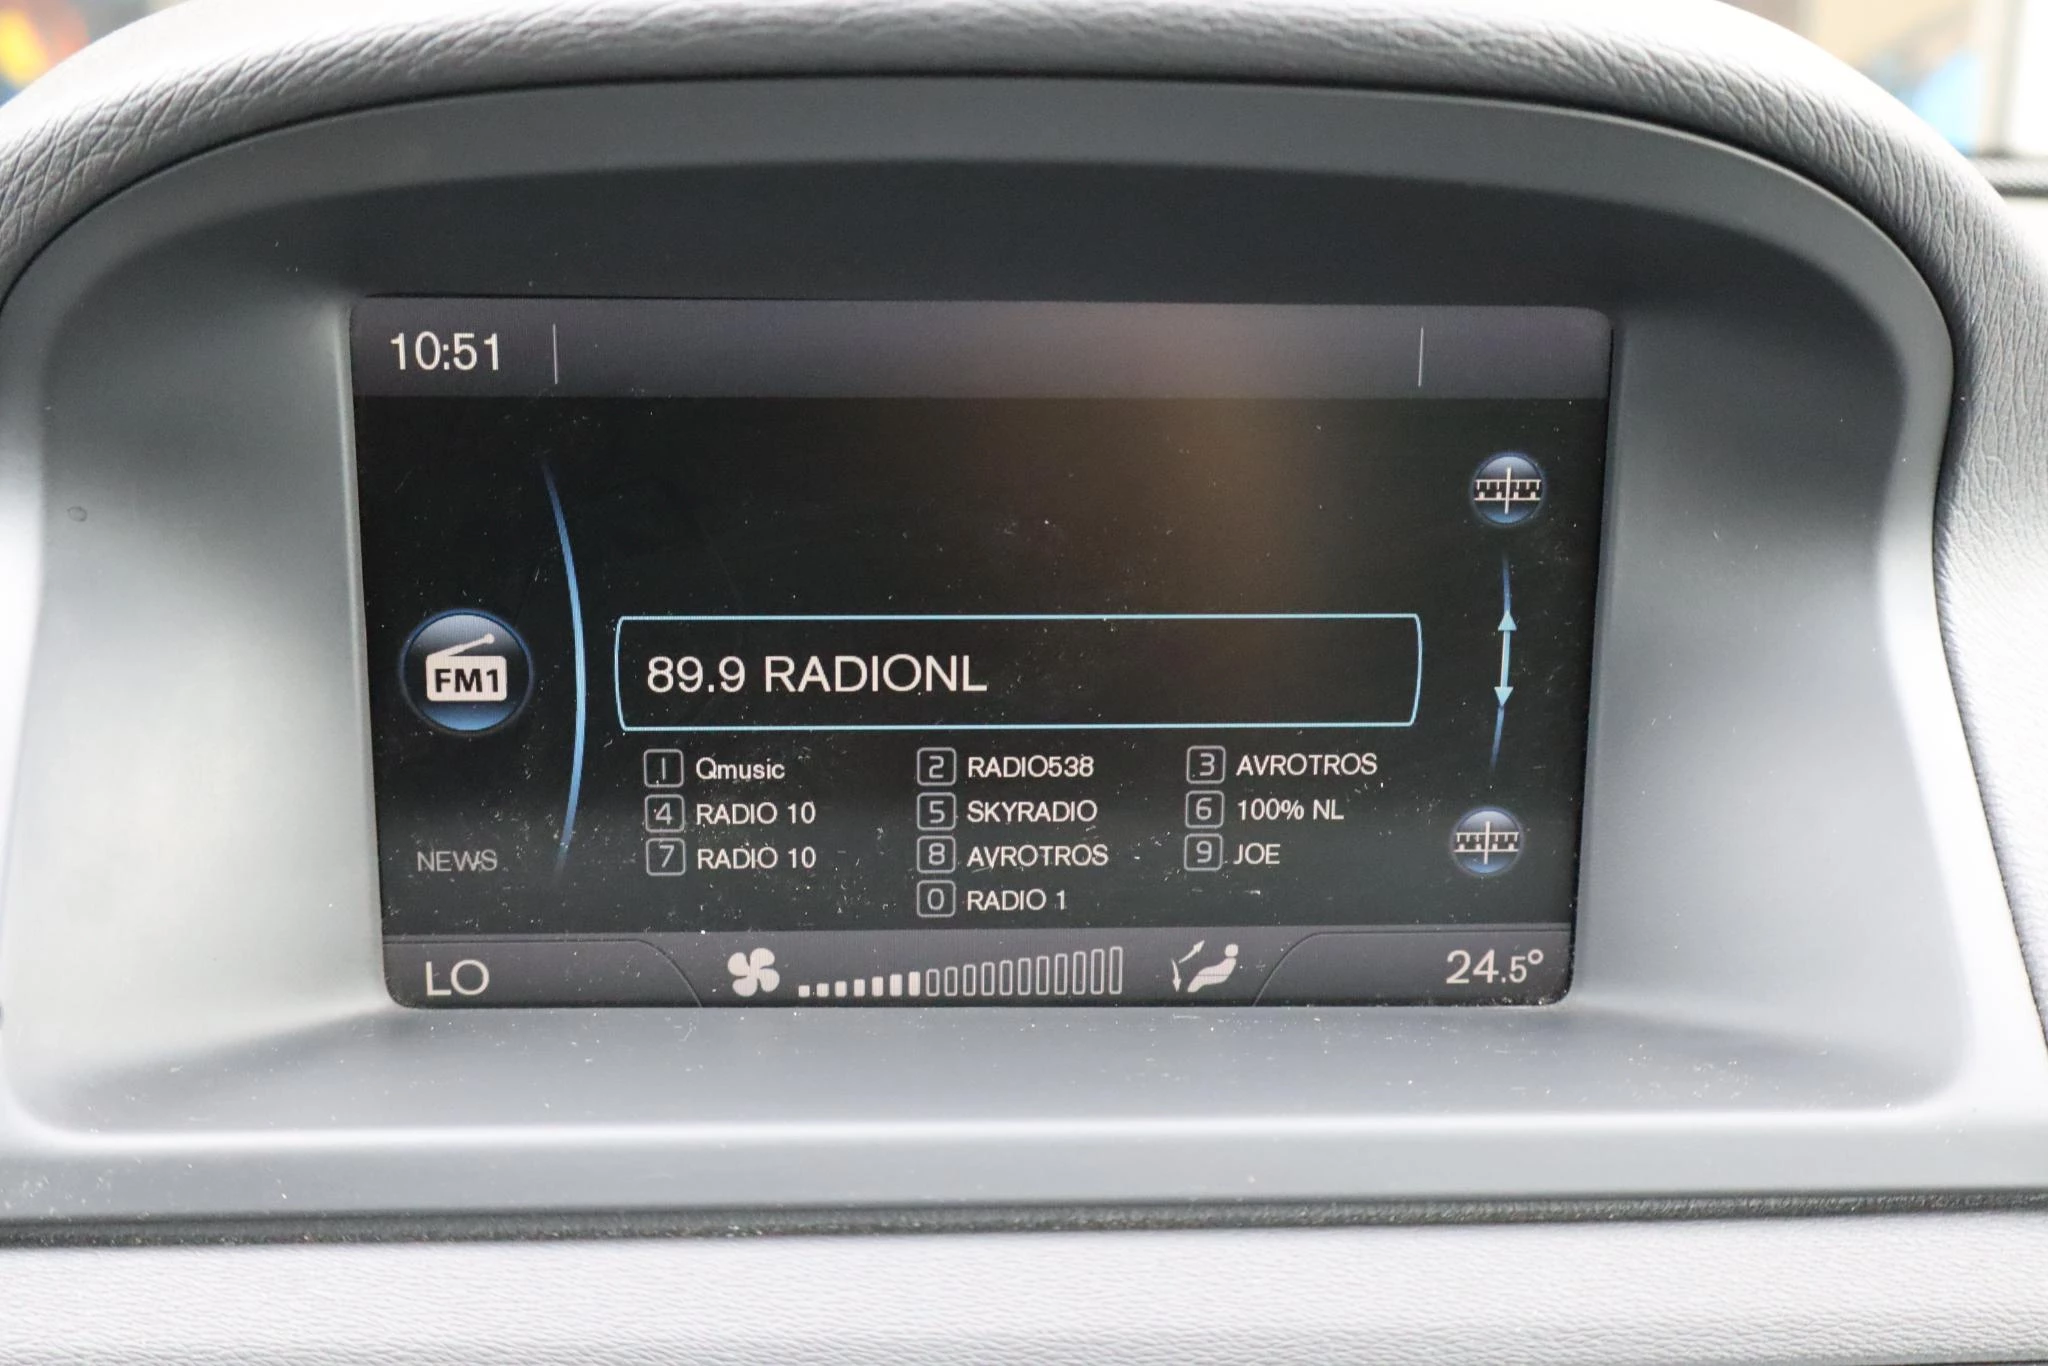 10:51
FM1
89.9 RADIONL
1 Qmusic 2 RADIO538 3 AVROTROS
4 RADIO 10 5 SKYRADIO 6 100% NL
7 RADIO 10 8 AVROTROS 9 JOE
NEWS
0 RADIO 1
LO 24.5°